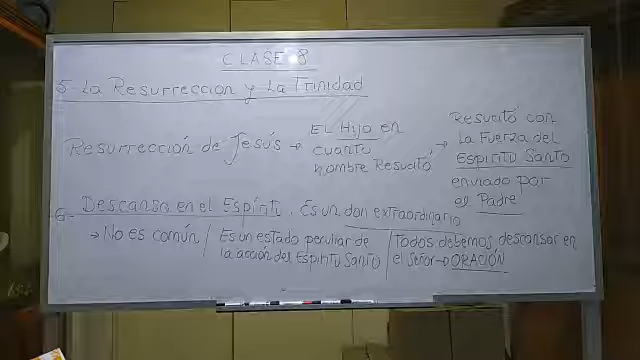 CLASE 8
5- La Resurrección y La Trinidad
Resurrección de Jesús → El Hijo en cuanto hombre Resucitó → Resucitó con la Fuerza del Espíritu Santo enviado por el Padre
6- Descanso en el Espíritu. Es un don extraordinario
→ No es común / Es un estado peculiar de la acción del Espíritu Santo / Todos debemos descansar en el Señor → ORACIÓN